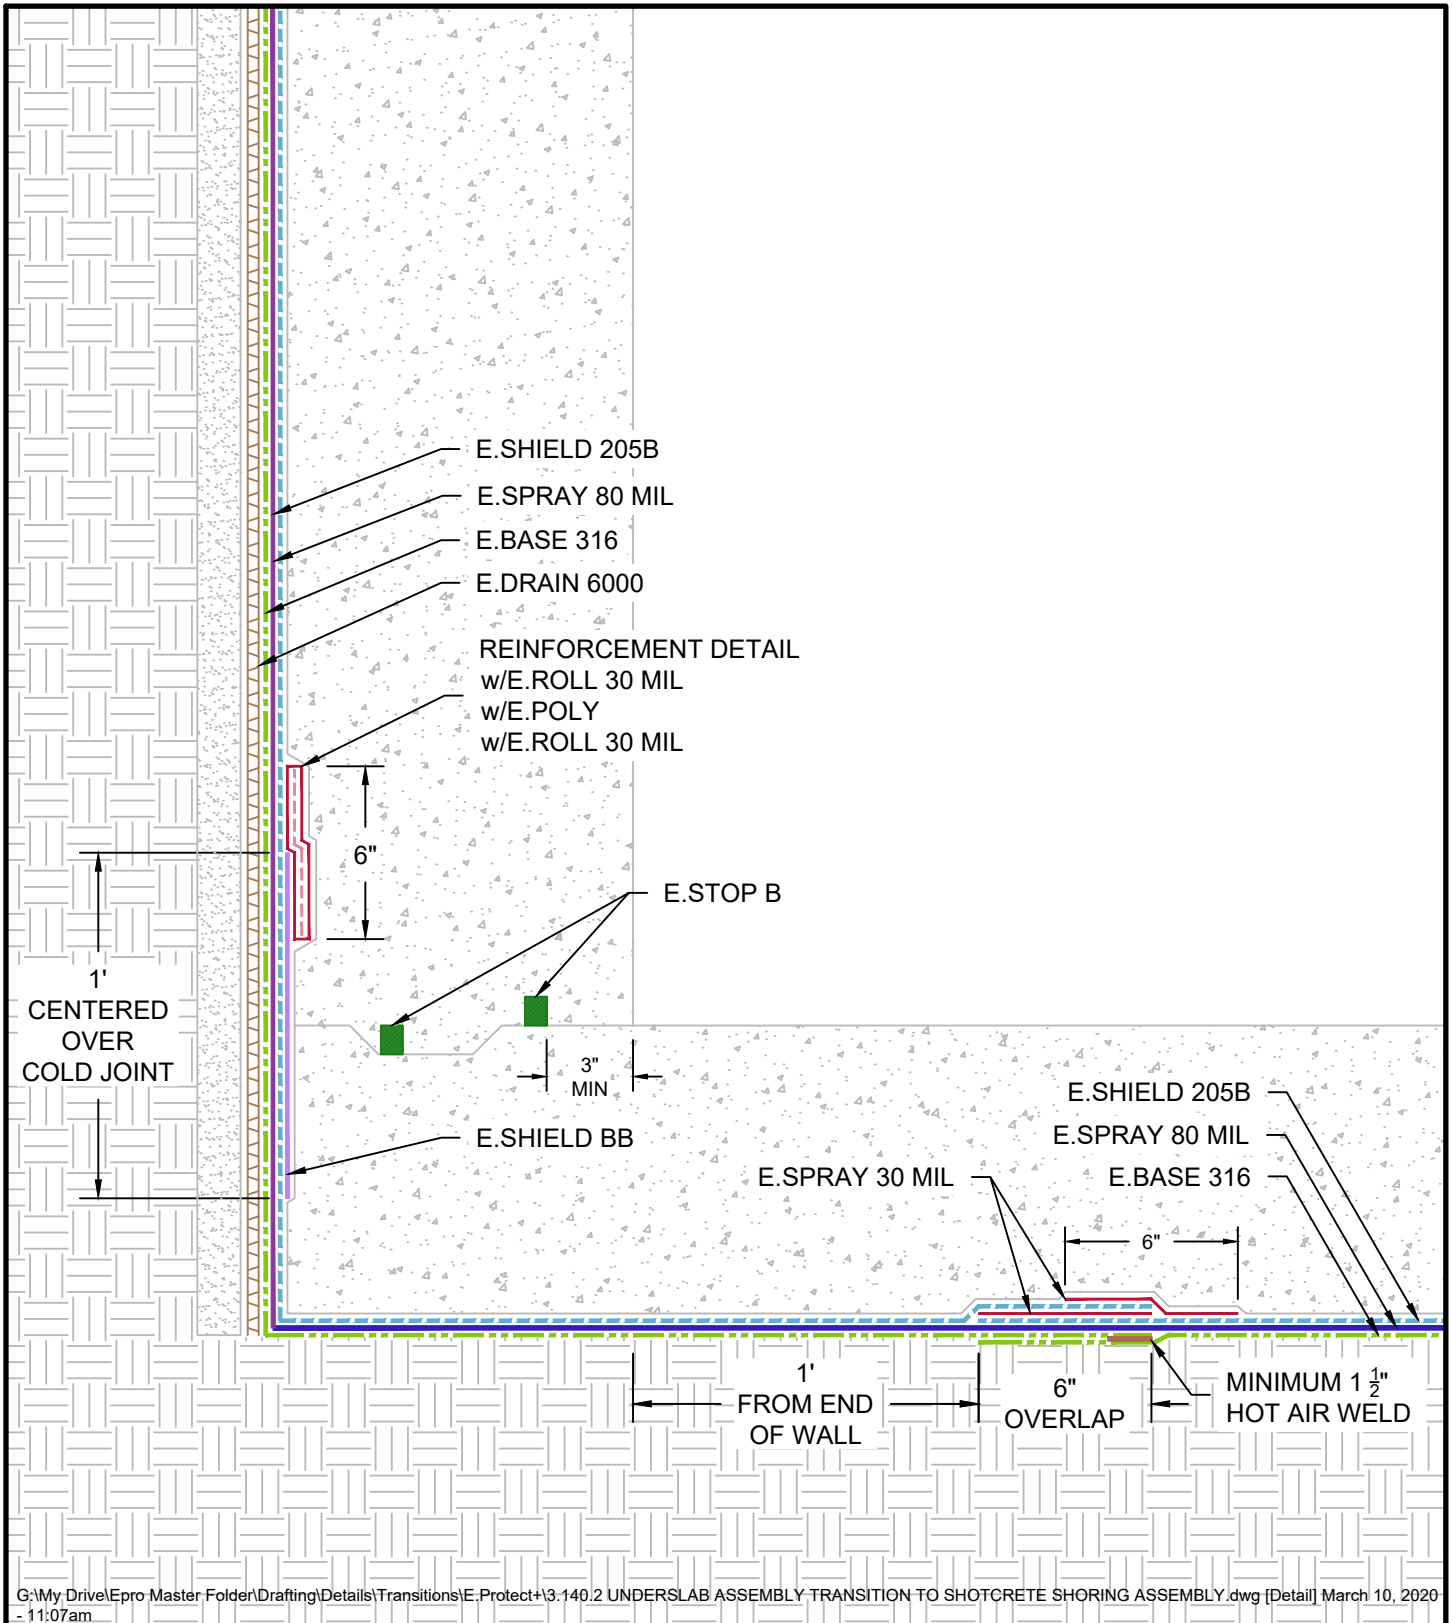 E.SHIELD 205B
E.SPRAY 80 MIL
E.BASE 316
E.DRAIN 6000
REINFORCEMENT DETAIL
w/E.ROLL 30 MIL
w/E.POLY
w/E.ROLL 30 MIL
6"
E.STOP B
1'
CENTERED
OVER
COLD JOINT
3"
MIN
E.SHIELD BB
E.SHIELD 205B
E.SPRAY 80 MIL
E.SPRAY 30 MIL
E.BASE 316
6"
1'
FROM END
OF WALL
6"
OVERLAP
MINIMUM 1 1/2"
HOT AIR WELD
G:\My Drive\Epro Master Folder\Drafting\Details\Transitions\E.Protect+\3.140.2 UNDERSLAB ASSEMBLY TRANSITION TO SHOTCRETE SHORING ASSEMBLY.dwg [Detail] March 10, 2020
- 11:07am